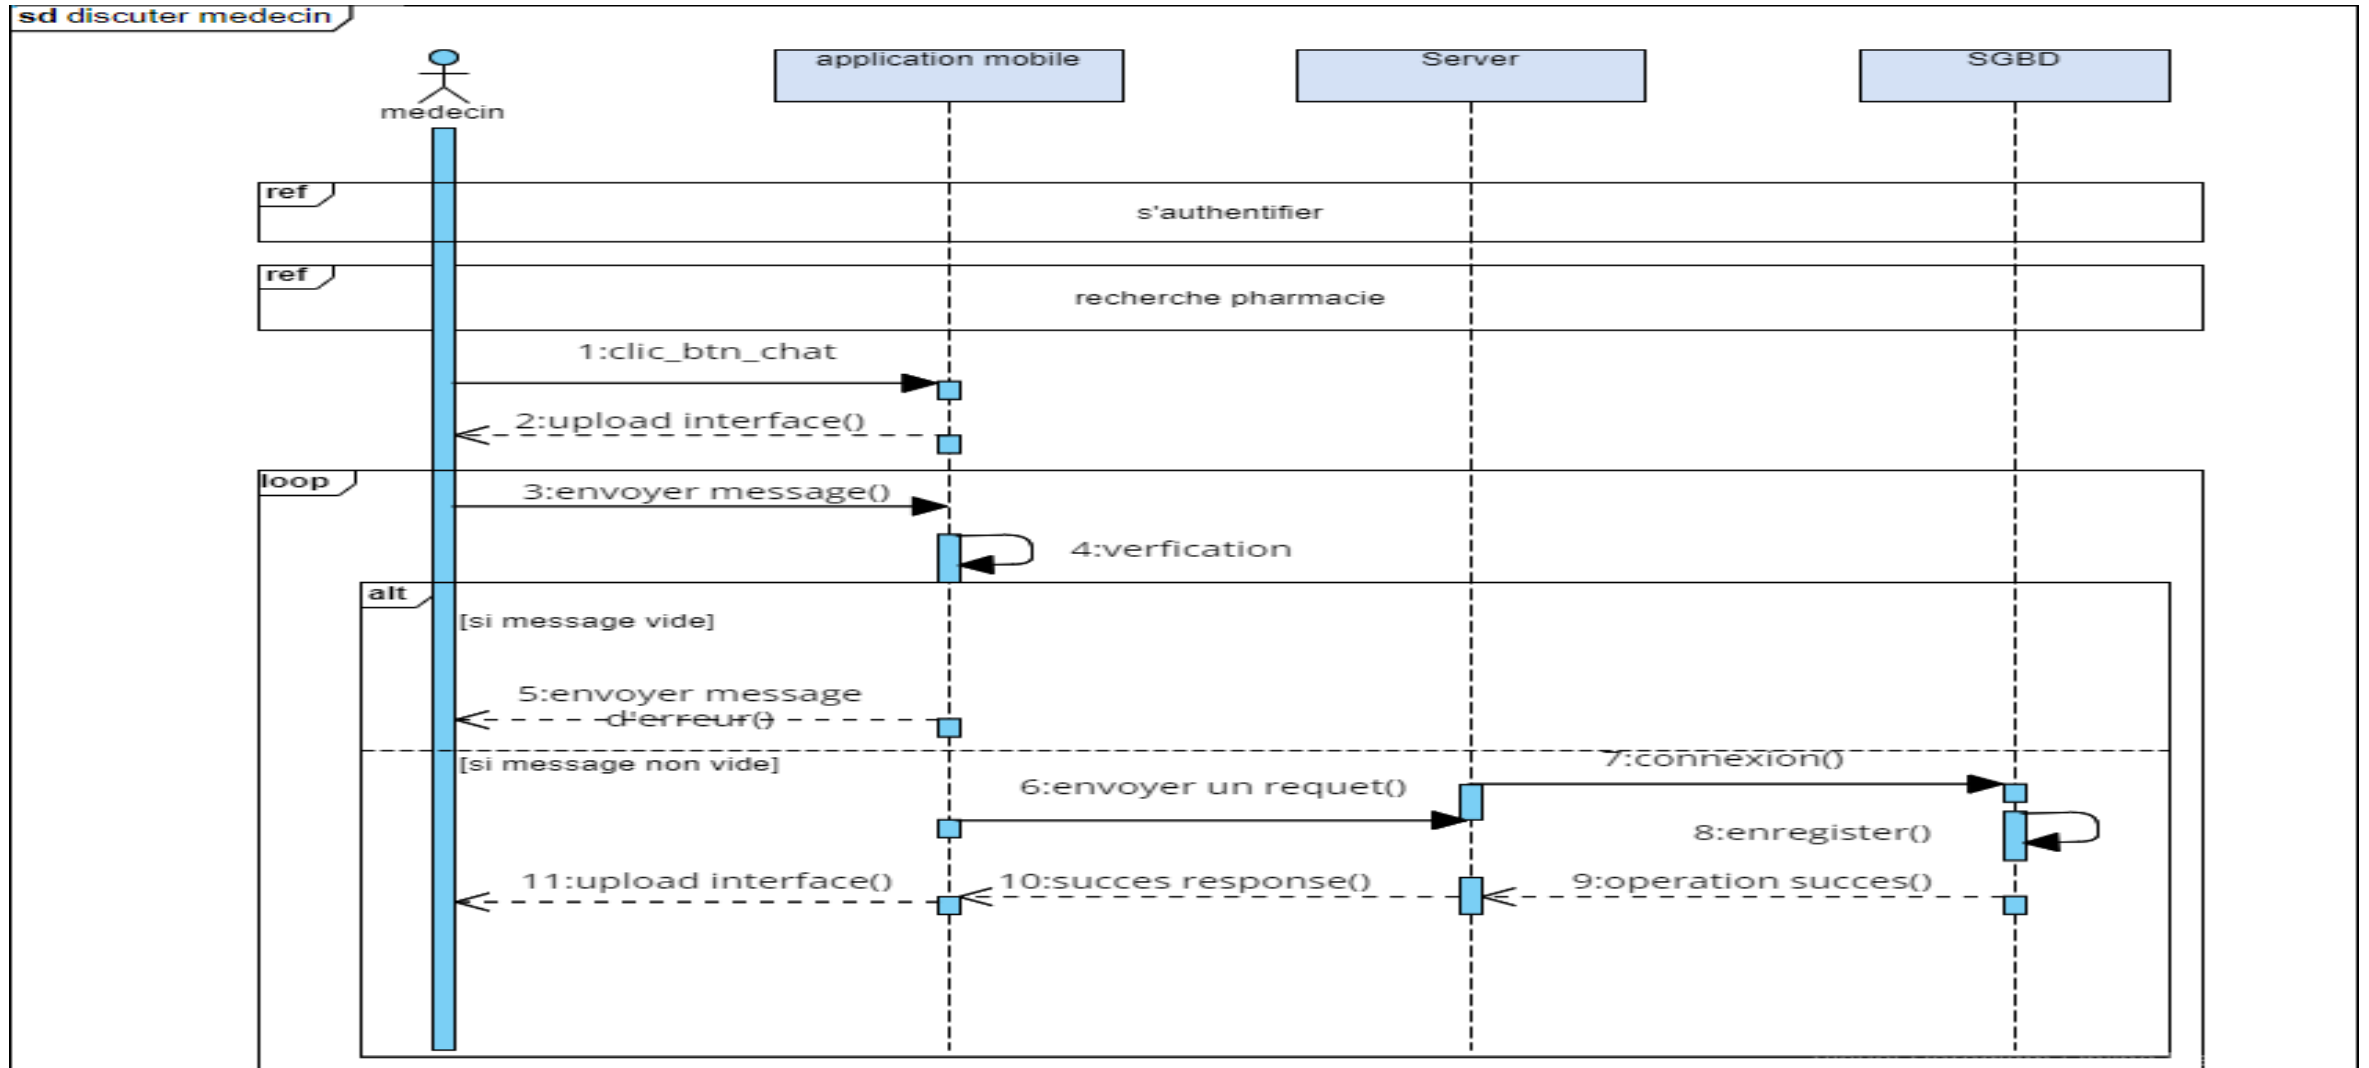 sd discuter medecin
application mobile
Server
SGBD
medecin
ref
s'authentifier
ref
recherche pharmacie
1:clic_btn_chat
2:upload interface()
loop
3:envoyer message()
4:verfication
alt
[si message vide]
5:envoyer message
d'erreur()
[si message non vide]
7:connexion()
6:envoyer un requet()
8:enregister()
11:upload interface()
10:succes response()
9:operation succes()